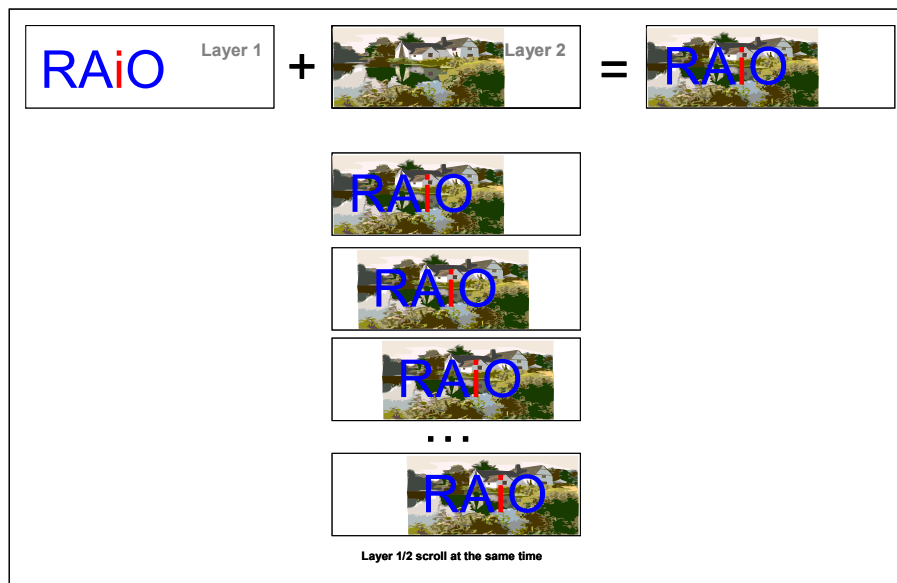 RAiO Layer 1 + Layer 2 = RAiO
RAiO
RAiO
RAiO
...
RAiO
Layer 1/2 scroll at the same time